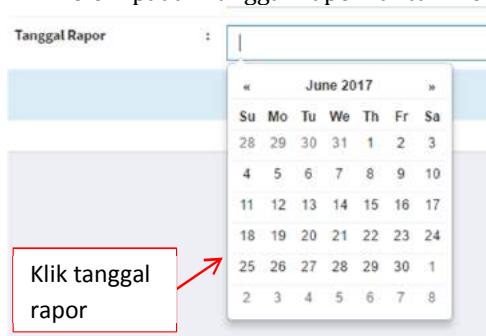 Tanggal Rapor :
« June 2017 »
Su Mo Tu We Th Fr Sa
28 29 30 31 1 2 3
4 5 6 7 8 9 10
11 12 13 14 15 16 17
18 19 20 21 22 23 24
25 26 27 28 29 30 1
2 3 4 5 6 7 8
Klik tanggal
rapor